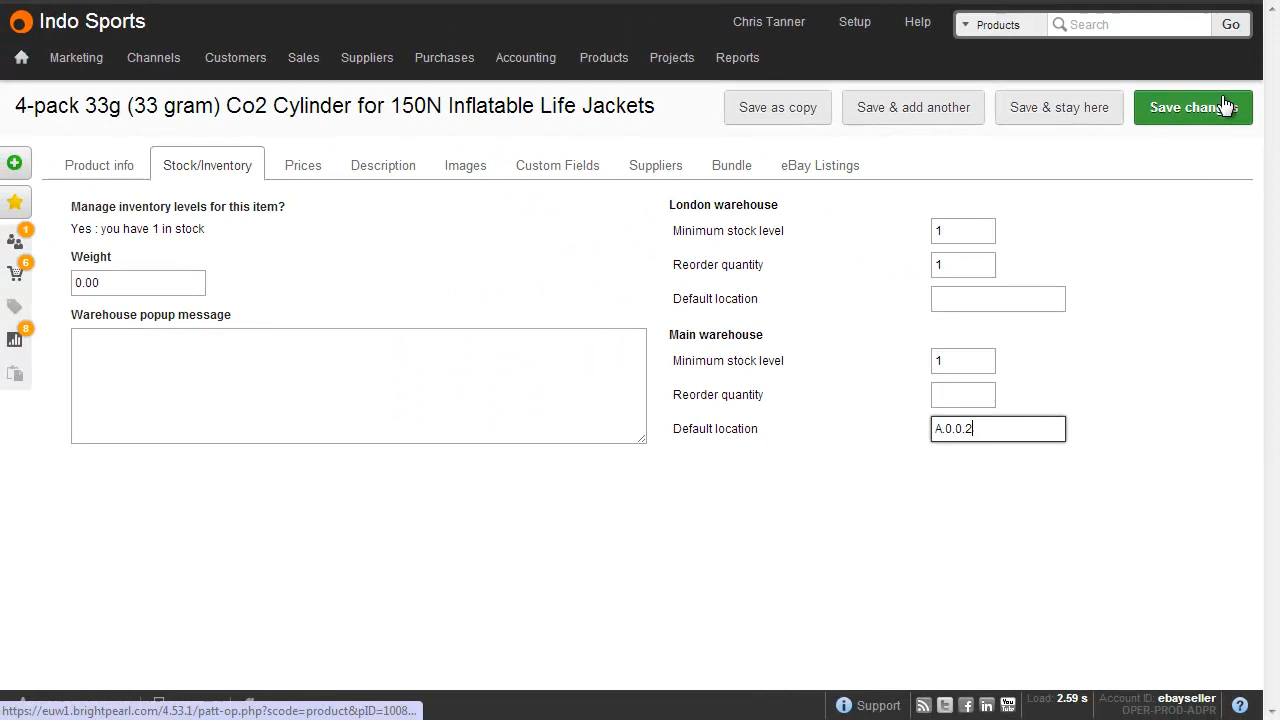 Indo Sports
Chris Tanner Setup Help Products Search Go
Marketing Channels Customers Sales Suppliers Purchases Accounting Products Projects Reports
4-pack 33g (33 gram) Co2 Cylinder for 150N Inflatable Life Jackets
Save as copy Save & add another Save & stay here Save changes
Product info Stock/Inventory Prices Description Images Custom Fields Suppliers Bundle eBay Listings
Manage inventory levels for this item?
Yes : you have 1 in stock
Weight
0.00
Warehouse popup message
London warehouse
Minimum stock level 1
Reorder quantity 1
Default location
Main warehouse
Minimum stock level 1
Reorder quantity
Default location A.0.0.2
1
6
8
https://euw1.brightpearl.com/4.53.1/patt-op.php?scode=product&pID=1008...
Support
You Tube
Load: 2.59 s
Account ID: ebayseller
OPER-PROD-ADPR